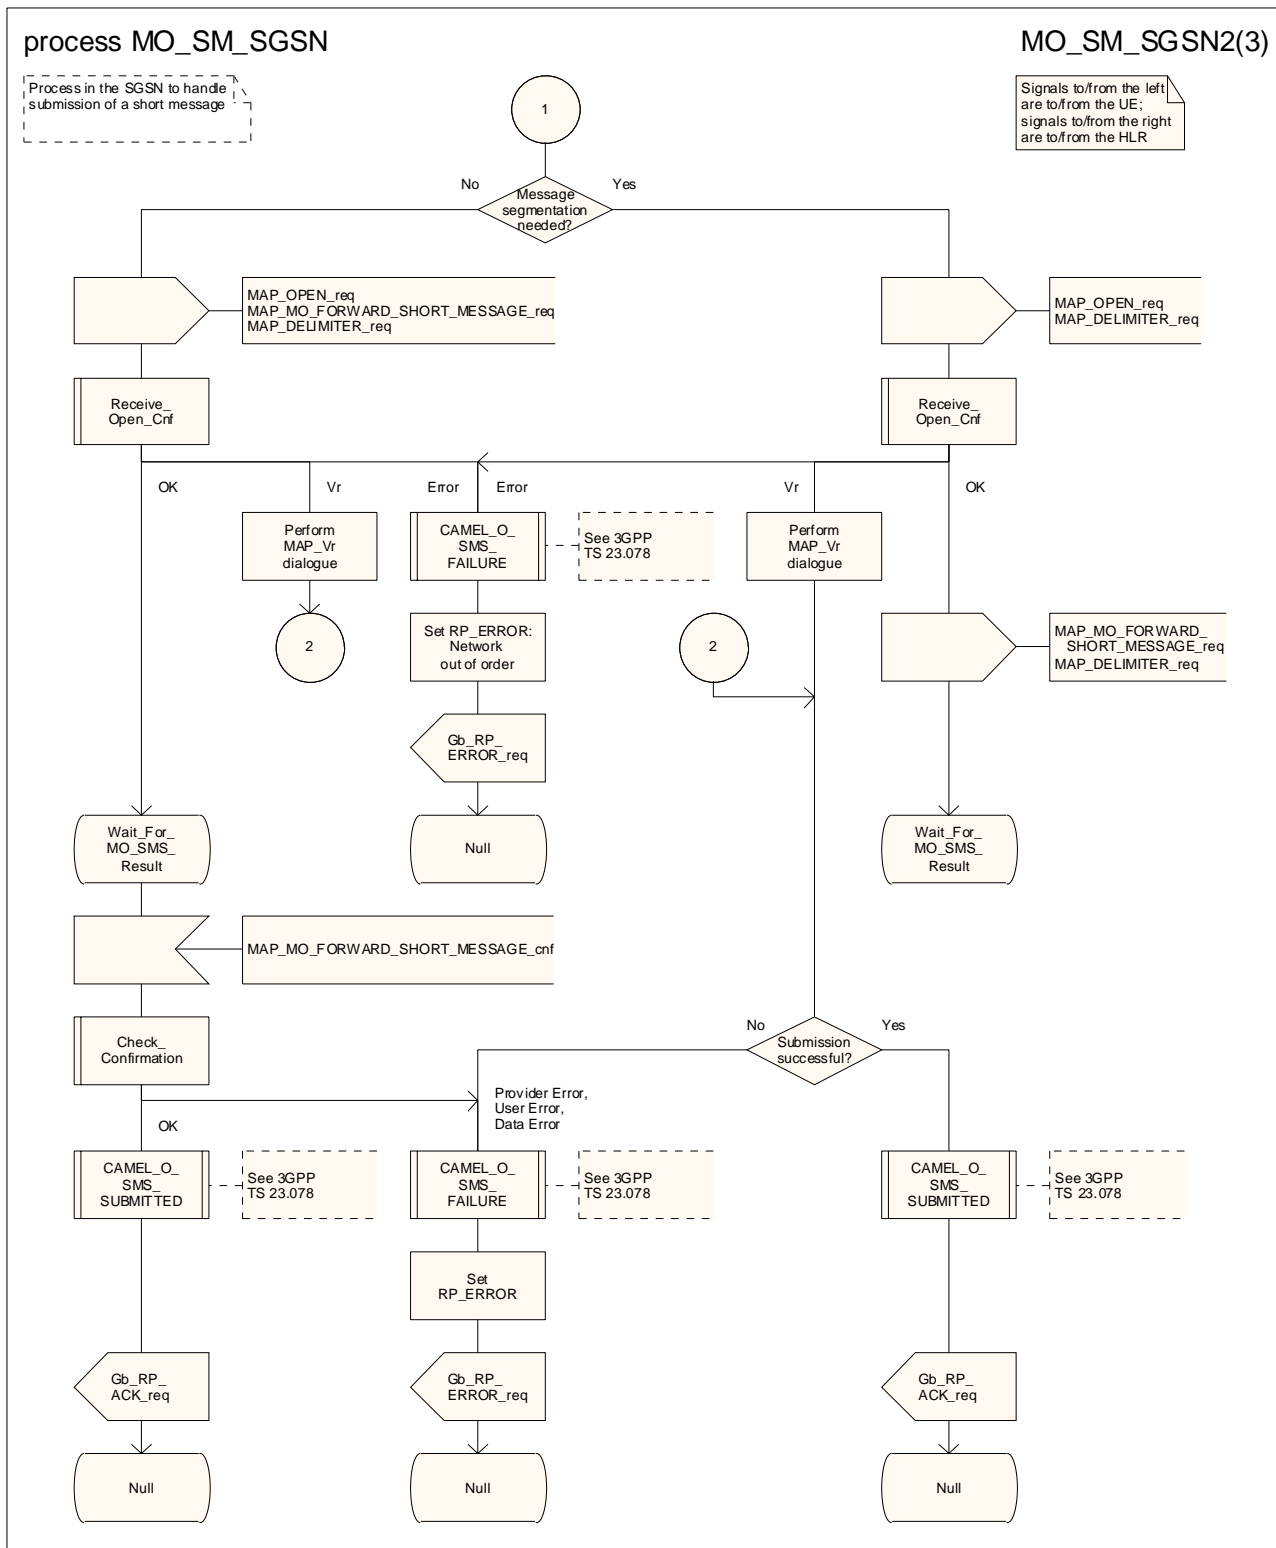 process MO_SM_SGSN
MO_SM_SGSN2(3)
Process in the SGSN to handle
submission of a short message
Signals to/from the left
are to/from the UE;
signals to/from the right
are to/from the HLR
1
No
Yes
Message
segmentation
needed?
MAP_OPEN_req
MAP_MO_FORWARD_SHORT_MESSAGE_req
MAP_DELIMITER_req
MAP_OPEN_req
MAP_DELIMITER_req
Receive_
Open_Cnf
Receive_
Open_Cnf
OK
Vr
Error
Error
Vr
OK
Perform
MAP_Vr
dialogue
CAMEL_O_
SMS_
FAILURE
See 3GPP
TS 23.078
Perform
MAP_Vr
dialogue
2
Set RP_ERROR:
Network
out of order
2
MAP_MO_FORWARD_
SHORT_MESSAGE_req
MAP_DELIMITER_req
Gb_RP_
ERROR_req
Wait_For_
MO_SMS_
Result
Null
Wait_For_
MO_SMS_
Result
MAP_MO_FORWARD_SHORT_MESSAGE_cnf
Check_
Confirmation
No
Yes
Submission
successful?
Provider Error,
User Error,
Data Error
OK
CAMEL_O_
SMS_
SUBMITTED
See 3GPP
TS 23.078
CAMEL_O_
SMS_
FAILURE
See 3GPP
TS 23.078
CAMEL_O_
SMS_
SUBMITTED
See 3GPP
TS 23.078
Set
RP_ERROR
Gb_RP_
ACK_req
Gb_RP_
ERROR_req
Gb_RP_
ACK_req
Null
Null
Null